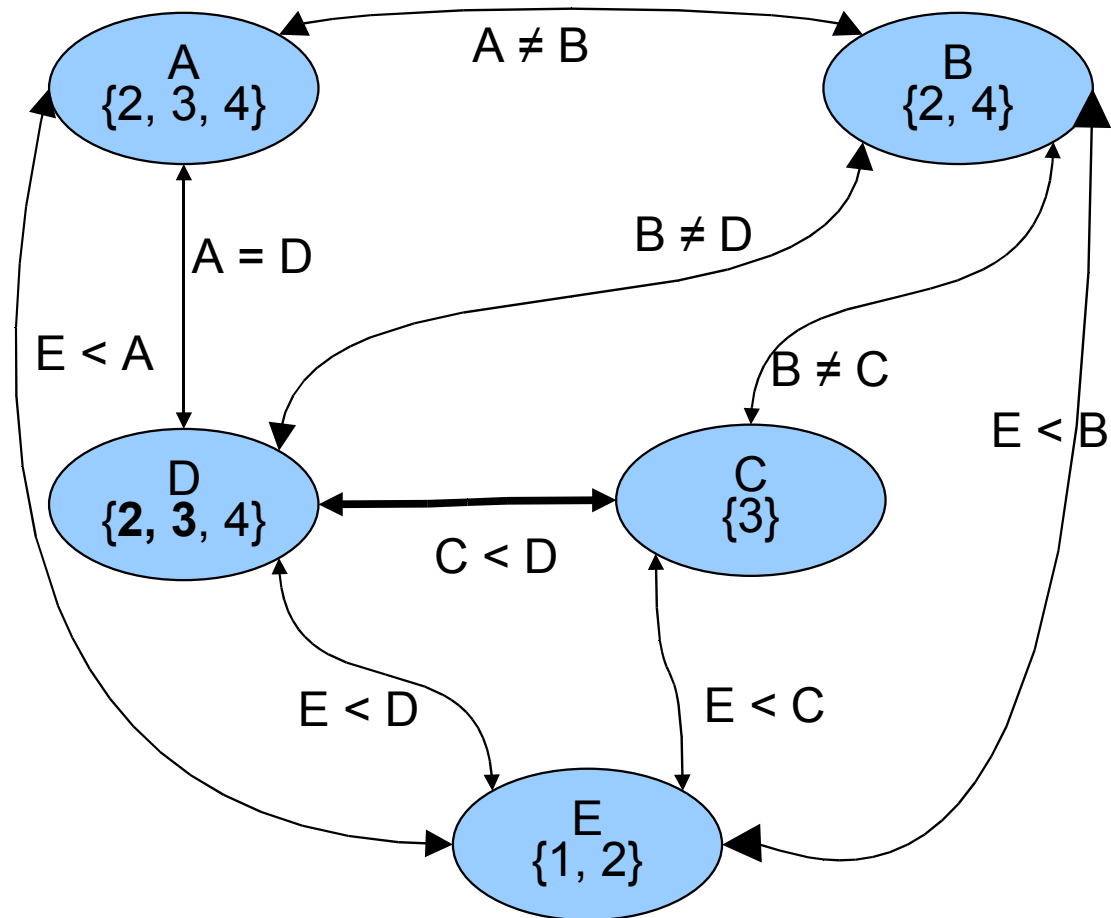 A ≠ B
A
{2, 3, 4}
B
{2, 4}
B ≠ D
A = D
E < A
B ≠ C
E < B
D
{2, 3, 4}
C
{3}
C < D
E < D
E < C
E
{1, 2}